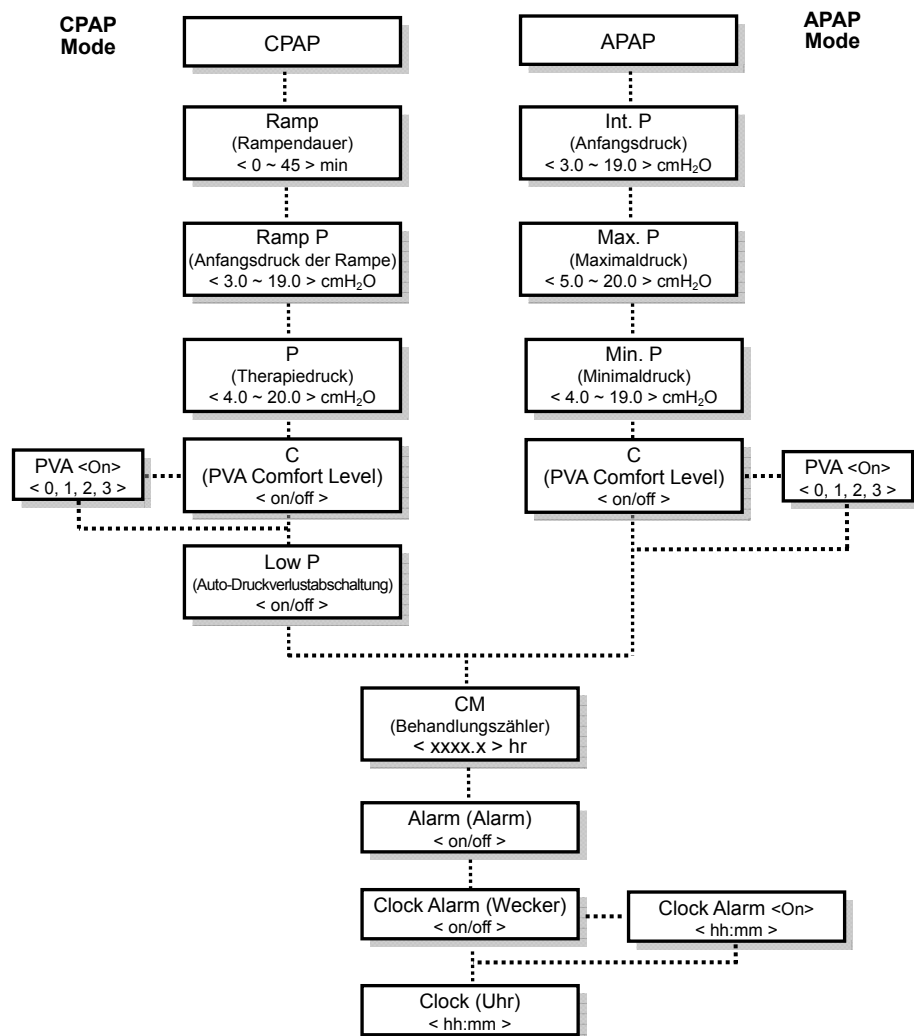 CPAP
Mode
CPAP
Ramp
(Rampendauer)
< 0 ~ 45 > min
Ramp P
(Anfangsdruck der Rampe)
< 3.0 ~ 19.0 > cmH₂O
P
(Therapiedruck)
< 4.0 ~ 20.0 > cmH₂O
C
(PVA Comfort Level)
< on/off >
PVA <On>
< 0, 1, 2, 3 >
Low P
(Auto-Druckverlustabschaltung)
< on/off >
APAP
Mode
APAP
Int. P
(Anfangsdruck)
< 3.0 ~ 19.0 > cmH₂O
Max. P
(Maximaldruck)
< 5.0 ~ 20.0 > cmH₂O
Min. P
(Minimaldruck)
< 4.0 ~ 19.0 > cmH₂O
C
(PVA Comfort Level)
< on/off >
PVA <On>
< 0, 1, 2, 3 >
CM
(Behandlungszähler)
< xxxx.x > hr
Alarm (Alarm)
< on/off >
Clock Alarm (Wecker)
< on/off >
Clock Alarm <On>
< hh:mm >
Clock (Uhr)
< hh:mm >